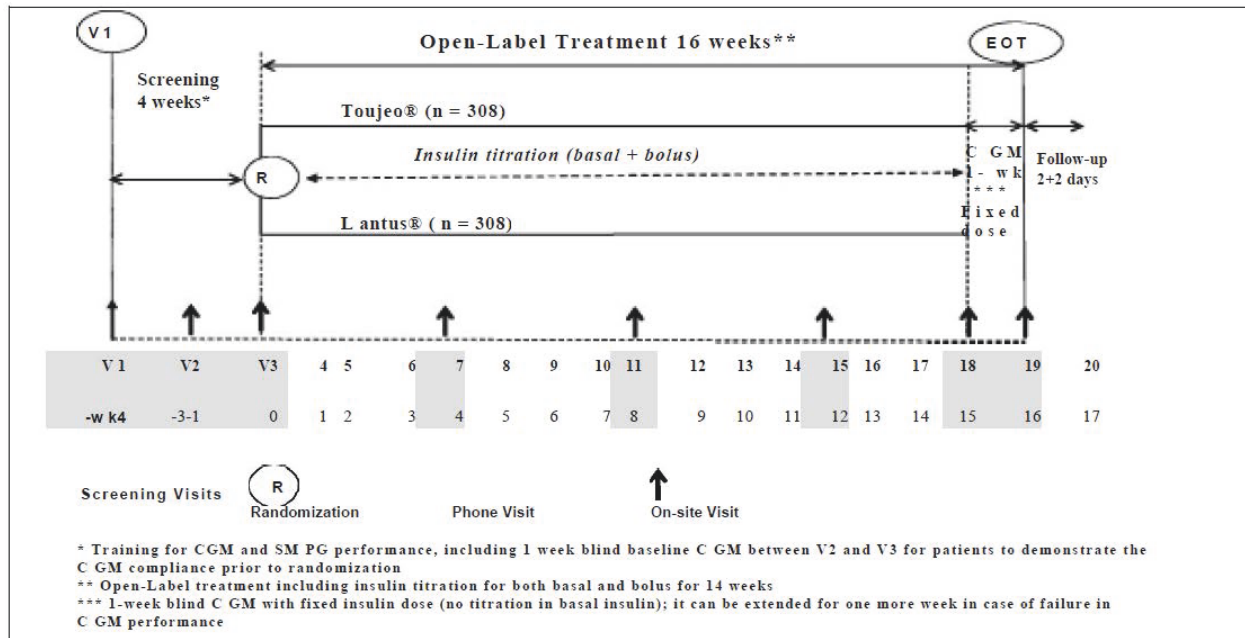 V1
Open-Label Treatment 16 weeks**
EOT
Screening
4 weeks*
Toujeo® (n = 308)
R
Insulin titration (basal + bolus)
C GM
1- wk
***
Fixed
dose
Follow-up
2+2 days
L antus® ( n = 308)
V 1 V2 V3 4 5 6 7 8 9 10 11 12 13 14 15 16 17 18 19 20
-w k4 -3-1 0 1 2 3 4 5 6 7 8 9 10 11 12 13 14 15 16 17
Screening Visits R Randomization Phone Visit On-site Visit
* Training for CGM and SM PG performance, including 1 week blind baseline C GM between V2 and V3 for patients to demonstrate the
C GM compliance prior to randomization
** Open-Label treatment including insulin titration for both basal and bolus for 14 weeks
*** 1-week blind C GM with fixed insulin dose (no titration in basal insulin); it can be extended for one more week in case of failure in
C GM performance